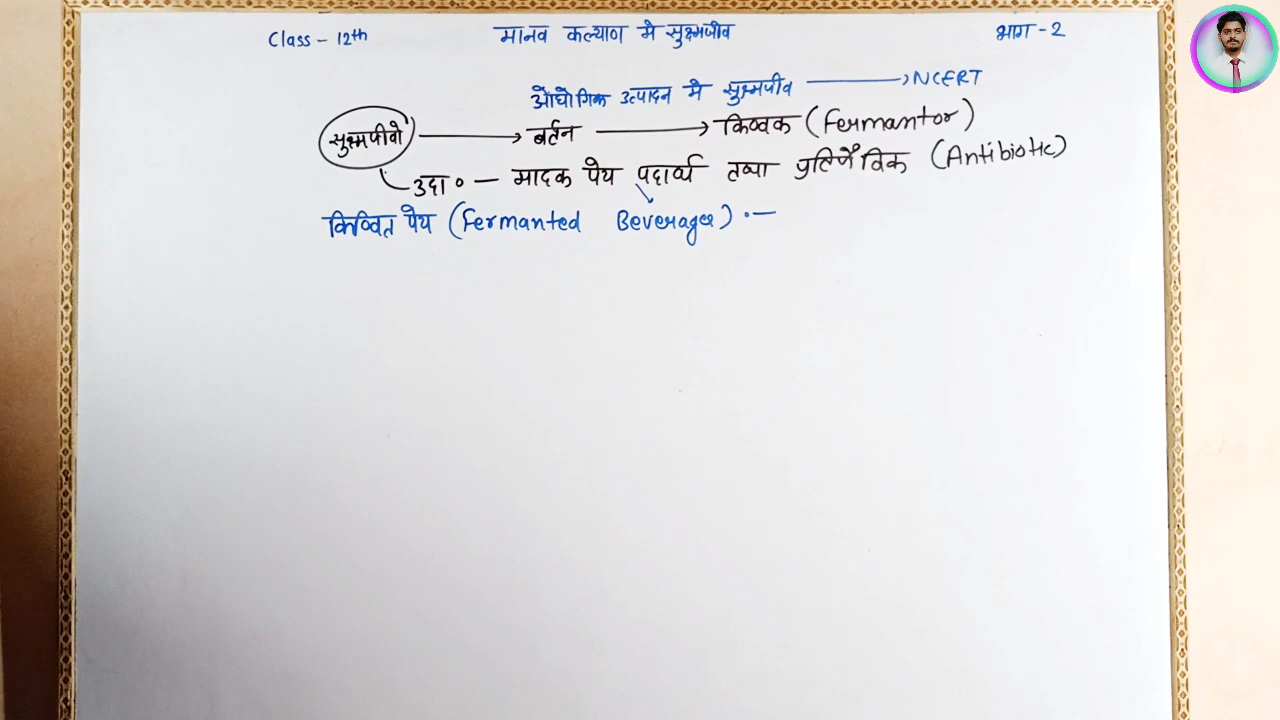 Class - 12th मानव कल्याण मे सुक्ष्मजीव भाग - 2
औघोगिक उत्पादन मे सुक्ष्मजीव → NCERT
सुक्ष्मजीवो → बर्तन → किण्वक (Fermantor)
उदा० - मादक पेय पदार्थ तथा प्रतिजैविक (Antibiotic)
किण्वित पेय (Fermanted Beverages) :-